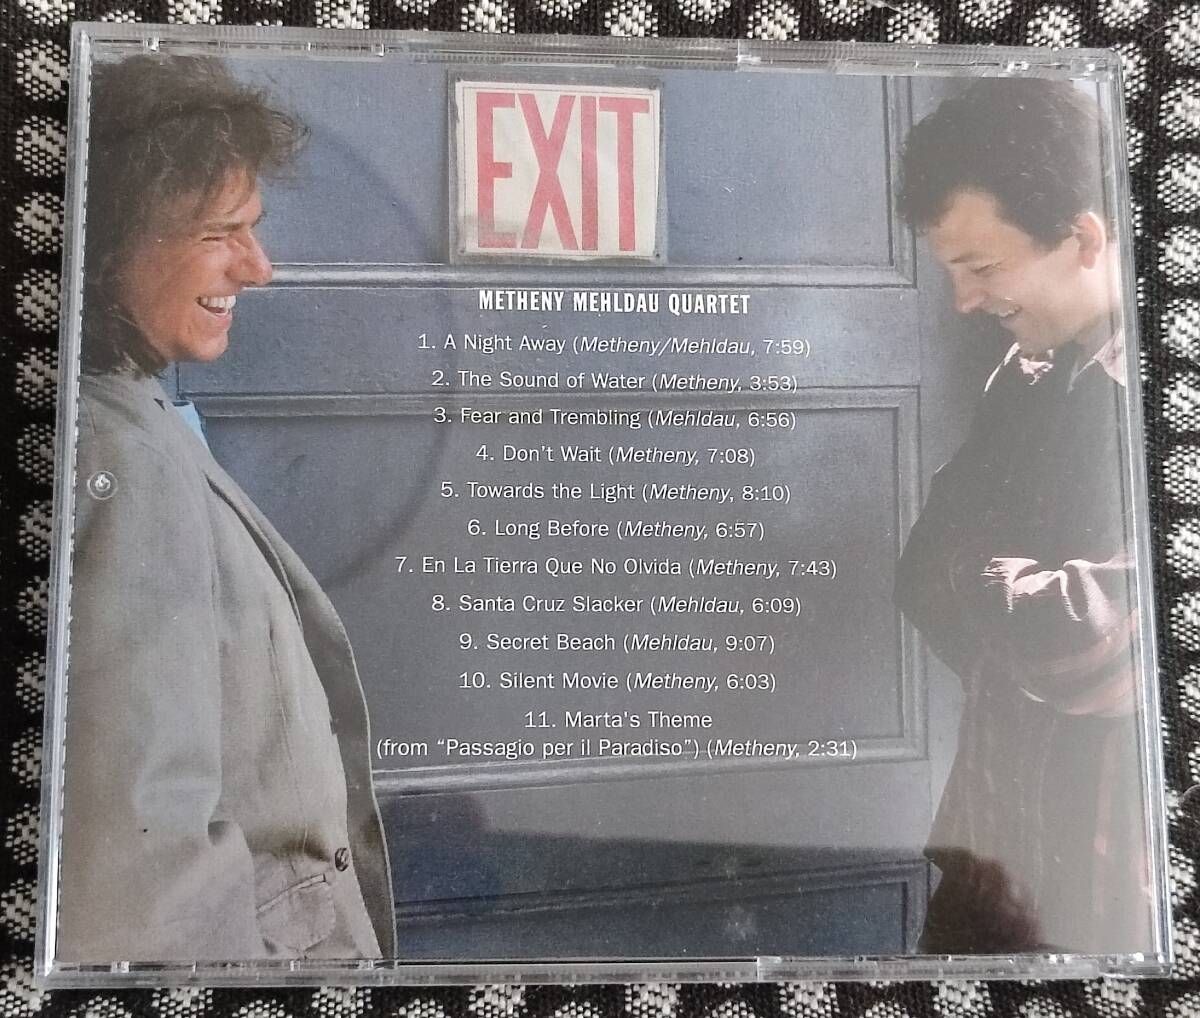 EXIT
METHENY MEHLDAU QUARTET
1. A Night Away (Metheny/Mehldau, 7:59)
2. The Sound of Water (Metheny, 3:53)
3. Fear and Trembling (Mehldau, 6:56)
4. Don't Wait (Metheny, 7:08)
5. Towards the Light (Metheny, 8:10)
6. Long Before (Metheny, 6:57)
7. En La Tierra Que No Olvida (Metheny, 7:43)
8. Santa Cruz Slacker (Mehldau, 6:09)
9. Secret Beach (Mehldau, 9:07)
10. Silent Movie (Metheny, 6:03)
11. Marta's Theme
(from “Passagio per il Paradiso”) (Metheny, 2:31)